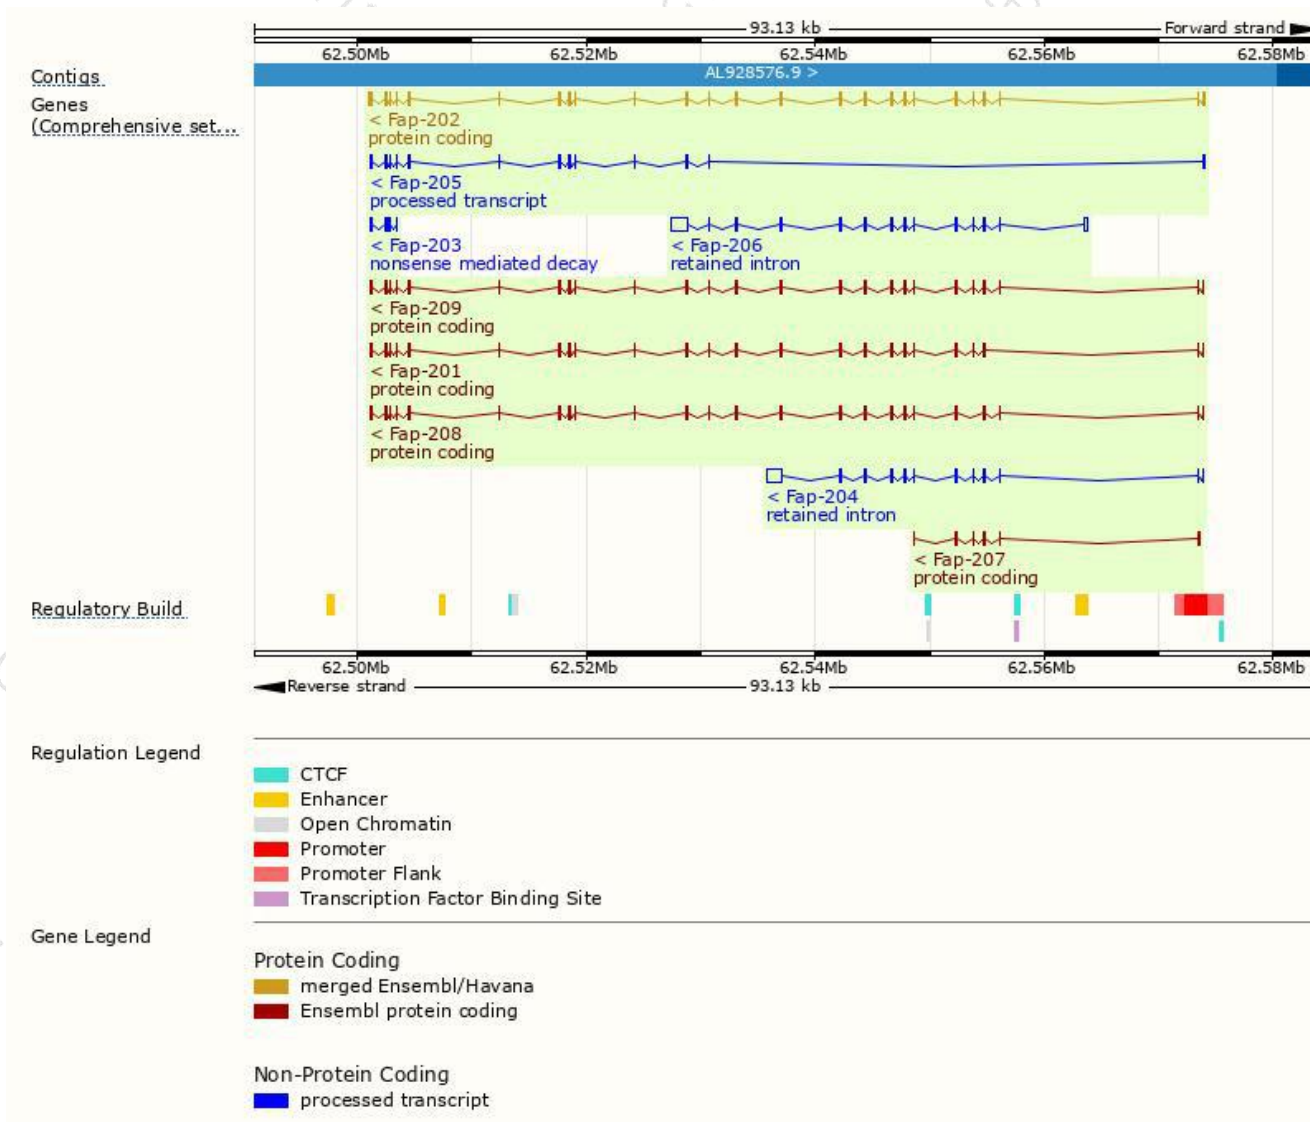 93.13 kb Forward strand
62.50Mb 62.52Mb 62.54Mb 62.56Mb 62.58Mb
Contigs AL928576.9 >
Genes
(Comprehensive set...
< Fap-202
protein coding
< Fap-205
processed transcript
< Fap-203 < Fap-206
nonsense mediated decay retained intron
< Fap-209
protein coding
< Fap-201
protein coding
< Fap-208
protein coding
< Fap-204
retained intron
< Fap-207
protein coding
Regulatory Build
62.50Mb 62.52Mb 62.54Mb 62.56Mb 62.58Mb
Reverse strand 93.13 kb
Regulation Legend
CTCF
Enhancer
Open Chromatin
Promoter
Promoter Flank
Transcription Factor Binding Site
Gene Legend
Protein Coding
merged Ensembl/Havana
Ensembl protein coding
Non-Protein Coding
processed transcript